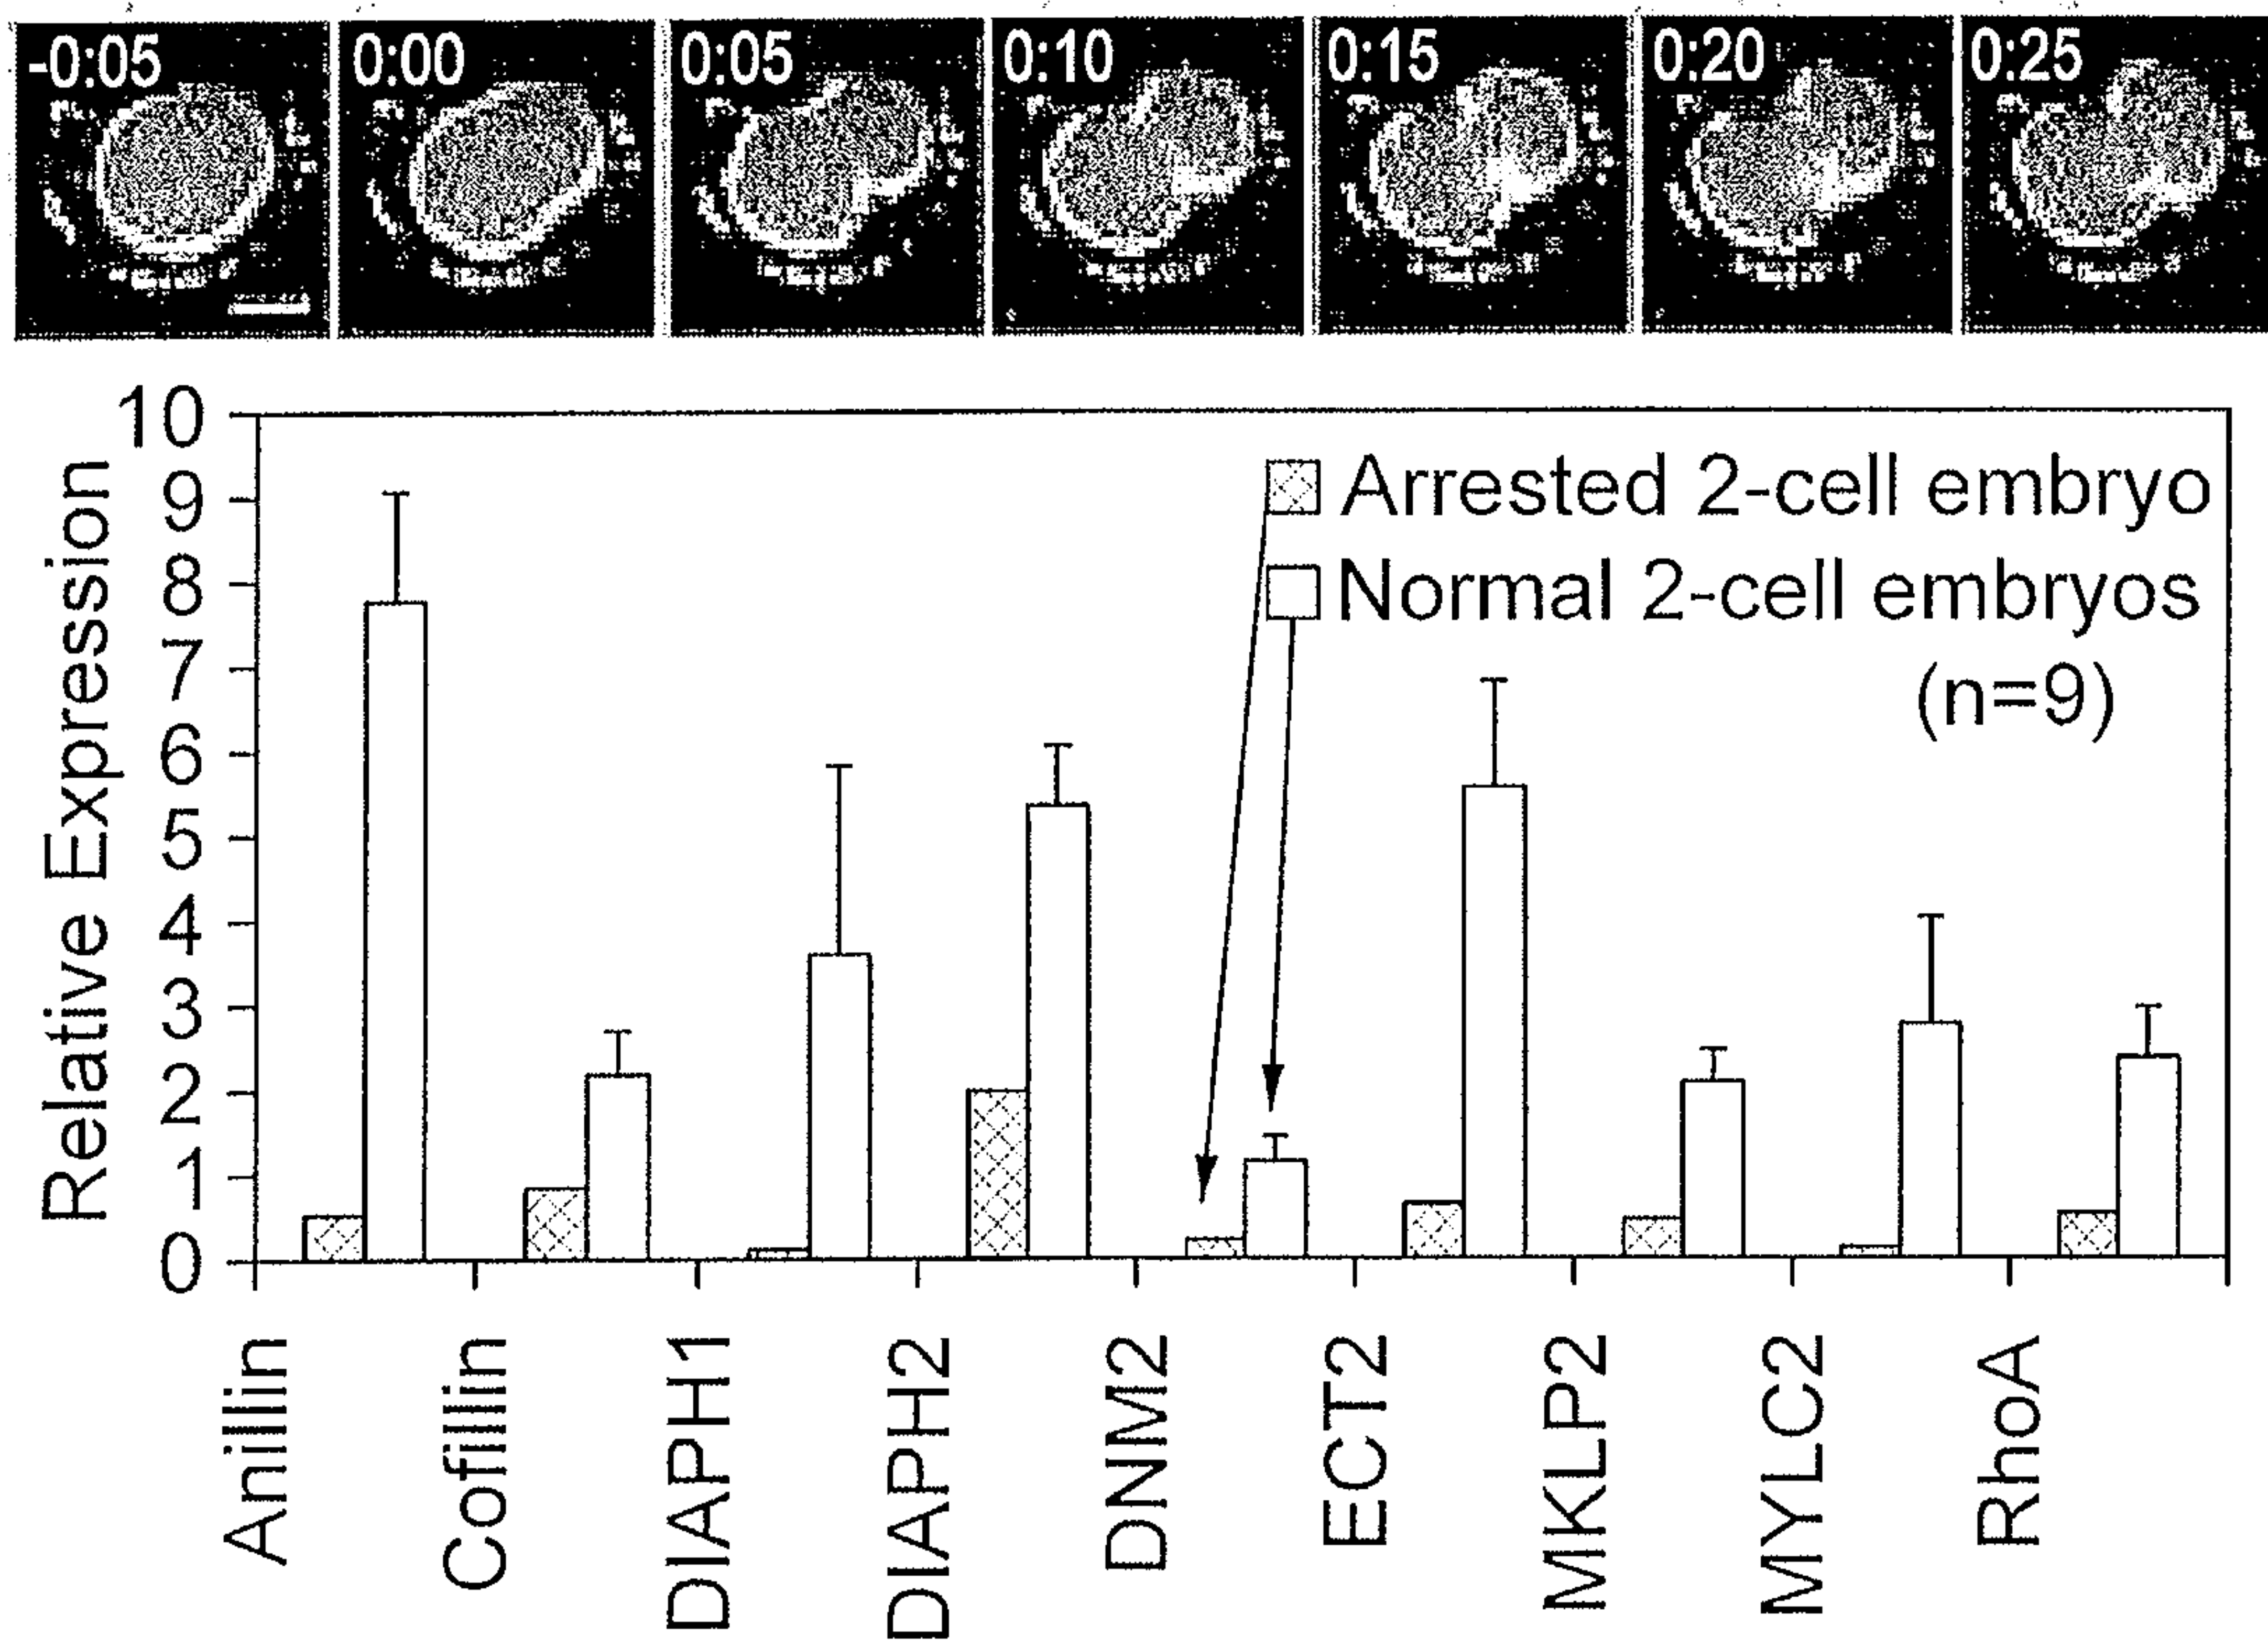 -0:05 0:00 0:05 0:10 0:15 0:20 0:25
Relative Expression
10
9
8
7
6
5
4
3
2
1
0
Arrested 2-cell embryo
Normal 2-cell embryos
(n=9)
Anillin
Cofillin
DIAPH1
DIAPH2
DNM2
ECT2
MKLP2
MYLC2
RhoA